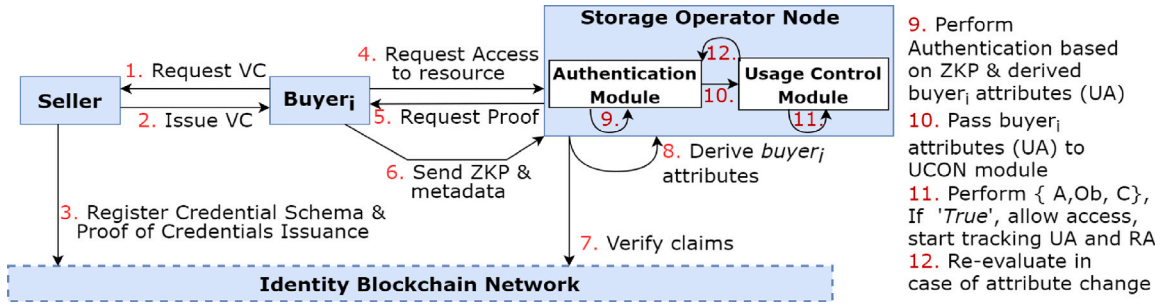 Storage Operator Node
1. Request VC
Seller
Buyeri
2. Issue VC
4. Request Access
to resource
5. Request Proof
6. Send ZKP &
metadata
Authentication
Module
9.
12.
10.
Usage Control
Module
11.
8. Derive buyeri
attributes
3. Register Credential Schema &
Proof of Credentials Issuance
7. Verify claims
Identity Blockchain Network
9. Perform
Authentication based
on ZKP & derived
buyeri attributes (UA)
10. Pass buyeri
attributes (UA) to
UCON module
11. Perform { A,Ob, C},
If 'True', allow access,
start tracking UA and RA
12. Re-evaluate in
case of attribute change